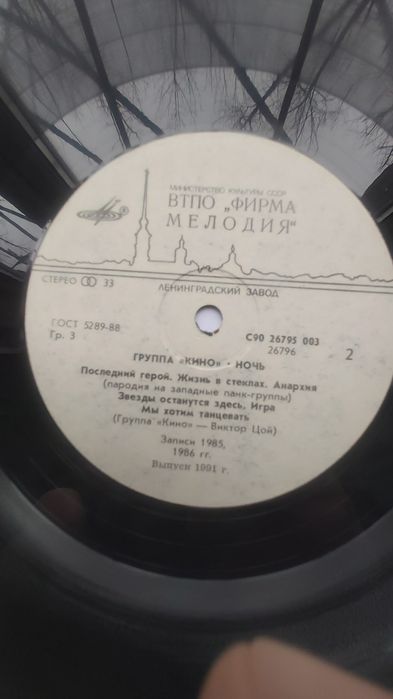 МИНИСТЕРСТВО КУЛЬТУРЫ СССР
ВТПО „ФИРМА
МЕЛОДИЯ“
СТЕРЕО 33
ЛЕНИНГРАДСКИЙ ЗАВОД
ГОСТ 5289-88
Гр. 3
С90 26795 003
26796
2
ГРУППА «КИНО» · НОЧЬ
Последний герой. Жизнь в стеклах. Анархия
(пародия на западные панк-группы)
Звезды останутся здесь. Игра
Мы хотим танцевать
(Группа «Кино» — Виктор Цой)
Записи 1985,
1986 гг.
Выпуск 1991 г.